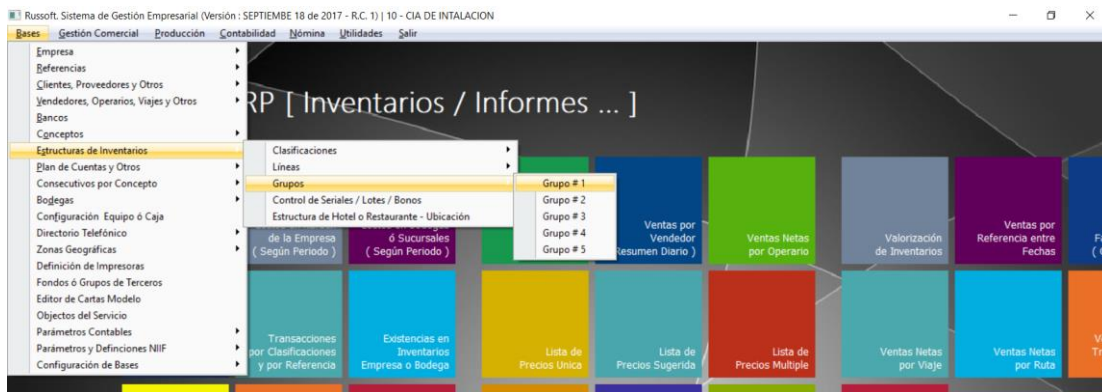 Russoft. Sistema de Gestión Empresarial (Versión : SEPTIEMBE 18 de 2017 - R.C. 1) | 10 - CIA DE INTALACION
Bases Gestión Comercial Producción Contabilidad Nómina Utilidades Salir
Empresa
Referencias
Clientes, Proveedores y Otros
Vendedores, Operarios, Viajes y Otros
Bancos
Conceptos
Estructuras de Inventarios
Plan de Cuentas y Otros
Consecutivos por Concepto
Bodegas
Configuración Equipo ó Caja
Directorio Telefónico
Zonas Geográficas
Definición de Impresoras
Fondos ó Grupos de Terceros
Editor de Cartas Modelo
Objectos del Servicio
Parámetros Contables
Parámetros y Definciones NIIF
Configuración de Bases
RP [ Inventarios / Informes ... ]
Clasificaciones
Líneas
Grupos
Control de Seriales / Lotes / Bonos
Estructura de Hotel o Restaurante - Ubicación
Grupo # 1
Grupo # 2
Grupo # 3
Grupo # 4
Grupo # 5
de la Empresa
( Según Periodo )
ó Sucursales
( Según Periodo )
Ventas por
Vendedor
Resumen Diario )
Ventas Netas
por Operario
Valorización
de Inventarios
Ventas por
Referencia entre
Fechas
Transacciones
por Clasificaciones
y por Referencia
Existencias en
Inventarios
Empresa o Bodega
Lista de
Precios Unica
Lista de
Precios Sugerida
Lista de
Precios Multiple
Ventas Netas
por Viaje
Ventas Netas
por Ruta